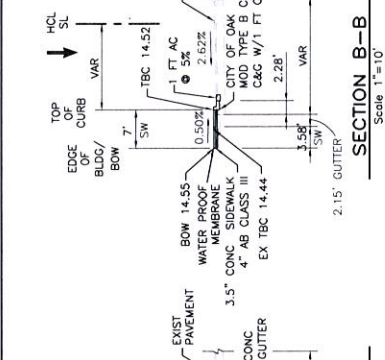 HCL
SL
VAR
TOP
OF
CURB
7'
SW
EDGE
OF
BLDG/
BOW
TBC 14.52
1 FT AC
@ 5%
2.62%
0.50%
CITY OF OAK
MOD TYPE B C
C&G W/1 FT
2.28'
VAR
3.58'
SW
2.15' GUTTER
BOW 14.55
WATER PROOF
MEMBRANE
3.5" CONC SIDEWALK
4" AB CLASS III
EX TBC 14.44
EXIST
PAVEMENT
CONC
GUTTER
SECTION B-B
Scale 1"=10'